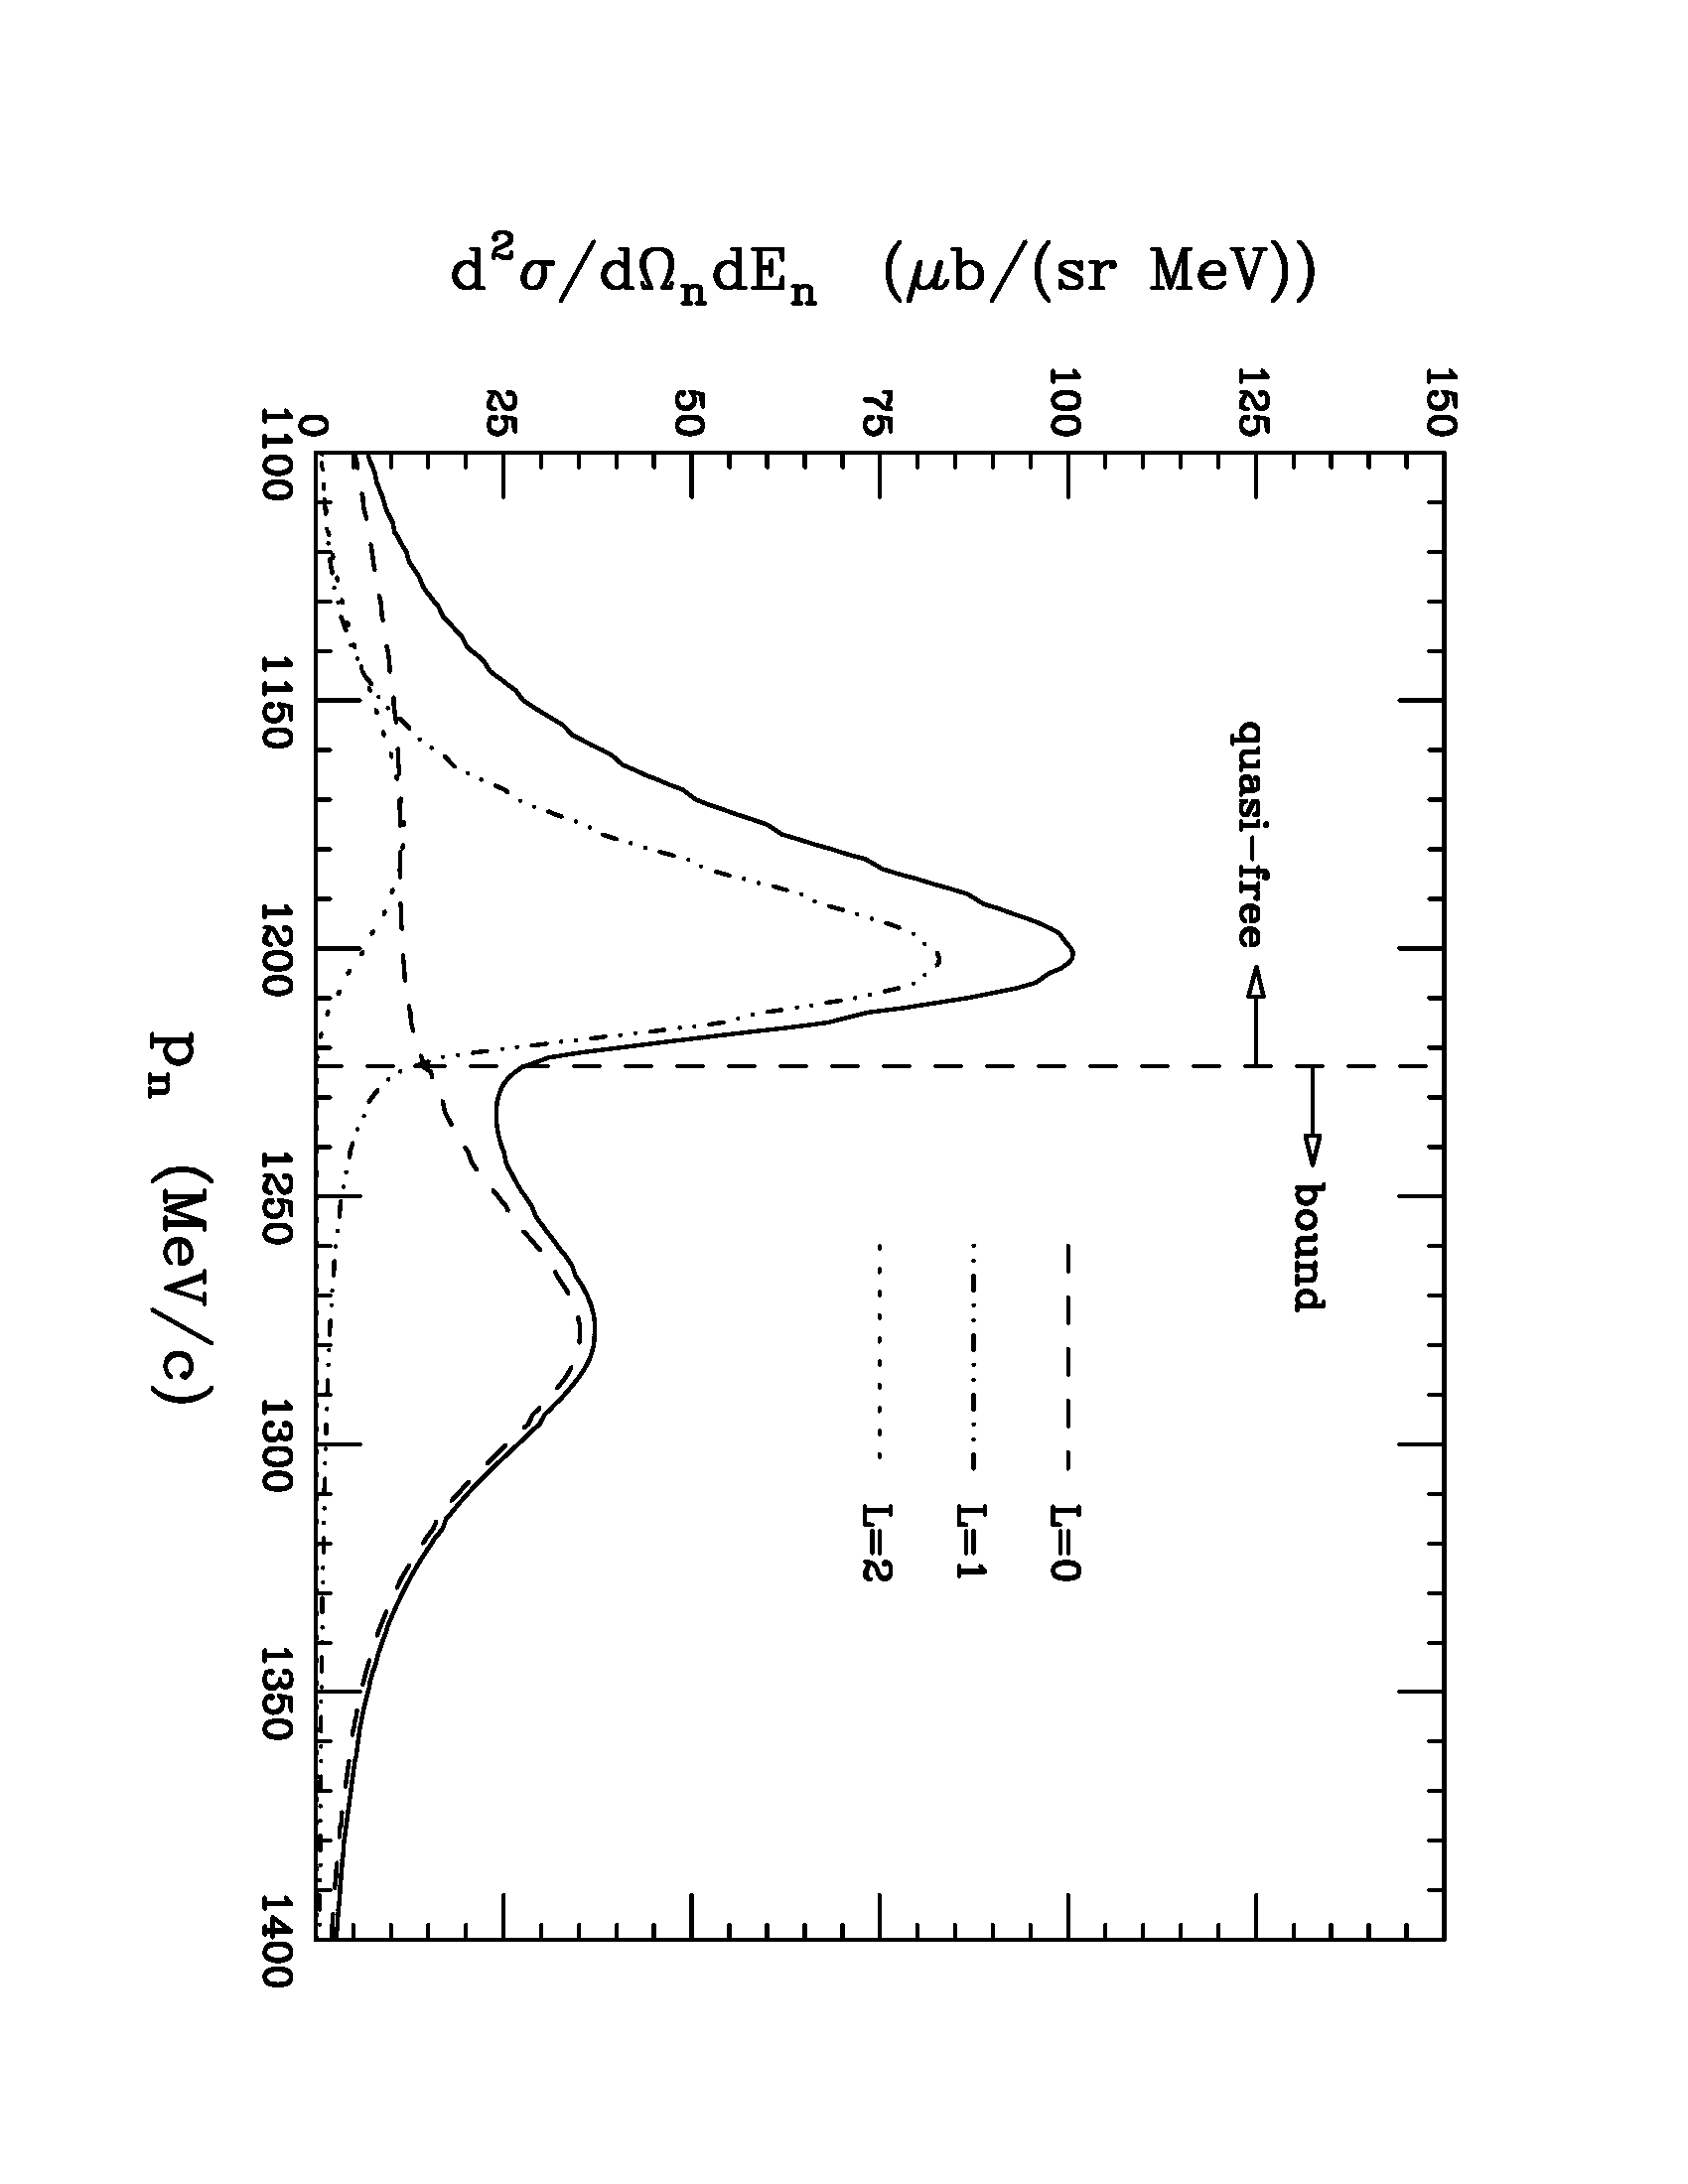 d²σ/dΩₙdEₙ (μb/(sr MeV))
150
125
100
75
50
25
0
quasi-free
bound
L=0
L=1
L=2
1100 1150 1200 1250 1300 1350 1400
pₙ (MeV/c)